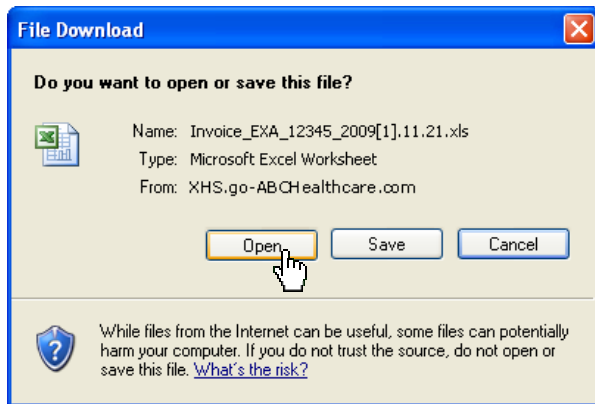 File Download
Do you want to open or save this file?
Name: Invoice_EXA_12345_2009[1].11.21.xls
Type: Microsoft Excel Worksheet
From: XHS.go-ABCHealthcare.com
Open Save Cancel
While files from the Internet can be useful, some files can potentially
harm your computer. If you do not trust the source, do not open or
save this file. What's the risk?